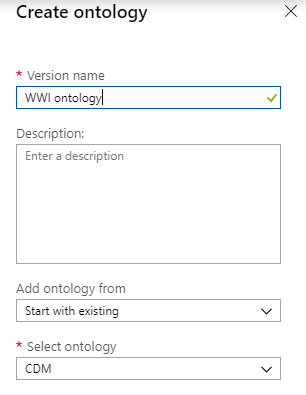 Create ontology
* Version name
WWI ontology
Description:
Enter a description
Add ontology from
Start with existing
* Select ontology
CDM